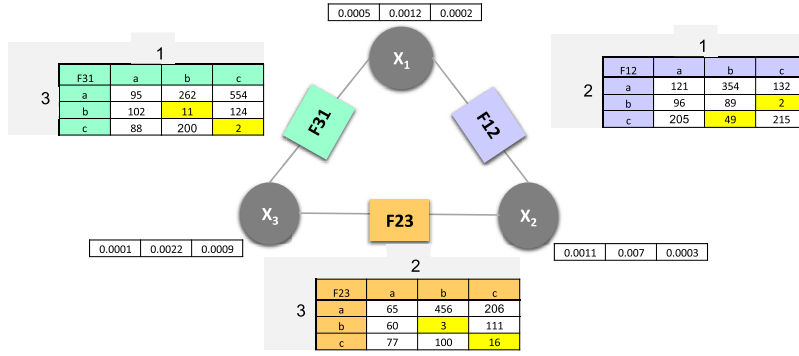 0.0005 0.0012 0.0002
X1
1
F31 a b c
3
a 95 262 554
b 102 11 124
c 88 200 2
1
F12 a b c
2
a 121 354 132
b 96 89 2
c 205 49 215
F31
F12
X3
F23
X2
0.0001 0.0022 0.0009
0.0011 0.007 0.0003
2
F23 a b c
3
a 65 456 206
b 60 3 111
c 77 100 16